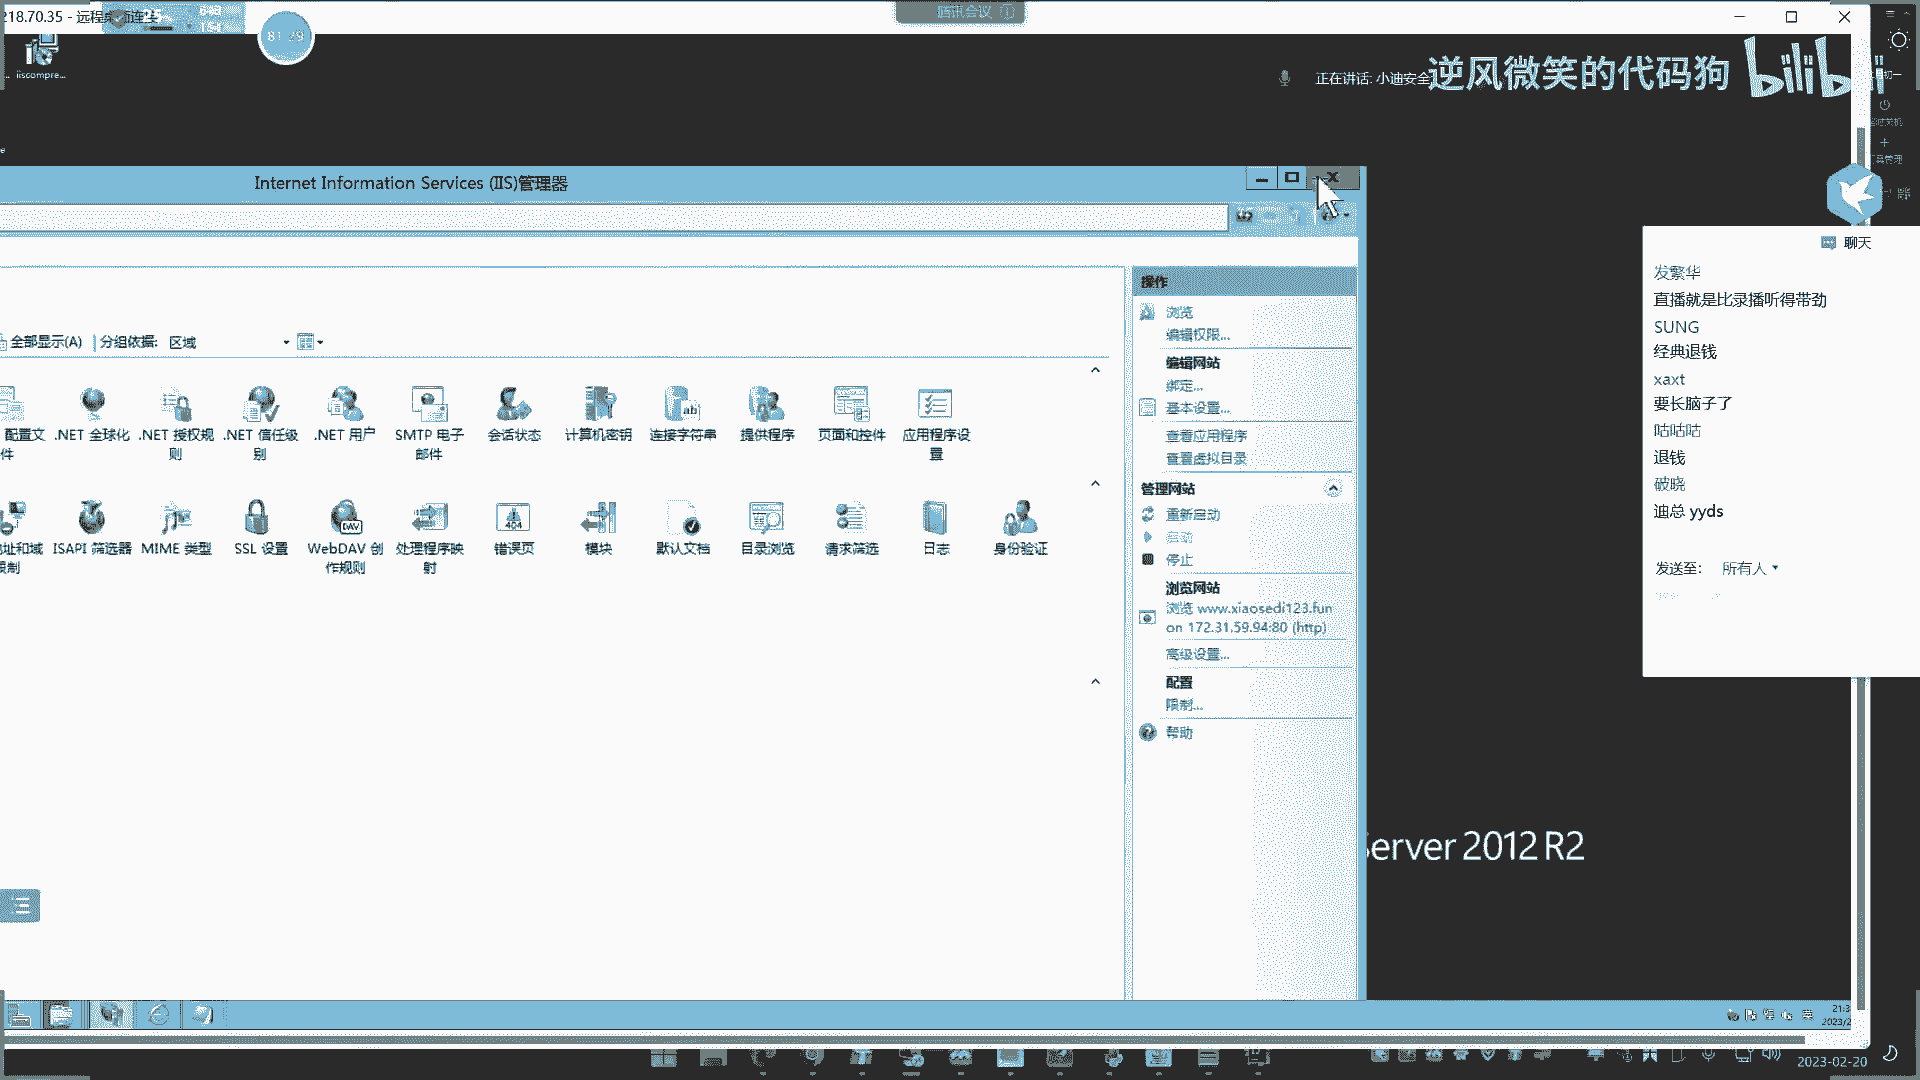 218.70.35 - 远程桌面连接
腾讯会议
81
29
iiscompre...
正在讲话: 小迪安全
逆风微笑的代码狗
bilibili
Internet Information Services (IIS)管理器
全部显示(A)
分组依据:
区域
配置文件
.NET 全球化
.NET 授权规则
.NET 信任级别
.NET 用户
SMTP 电子邮件
会话状态
计算机密钥
连接字符串
提供程序
页面和控件
应用程序设置
ISAPI 筛选器
MIME 类型
SSL 设置
WebDAV 创作规则
处理程序映射
错误页
模块
默认文档
目录浏览
请求筛选
日志
身份验证
操作
浏览
编辑权限...
编辑网站
绑定...
基本设置...
查看应用程序
查看虚拟目录
管理网站
重新启动
启动
停止
浏览网站
浏览 www.xiaosedi123.fun
on 172.31.59.94:80 (http)
高级设置...
配置
限制...
帮助
聊天
发繁华
直播就是比录播听得带劲
SUNG
经典退钱
xaxt
要长脑子了
咕咕咕
退钱
破晓
迪总 yyds
发送至:
所有人
Server 2012 R2
21:3
2023/2
2023-02-20